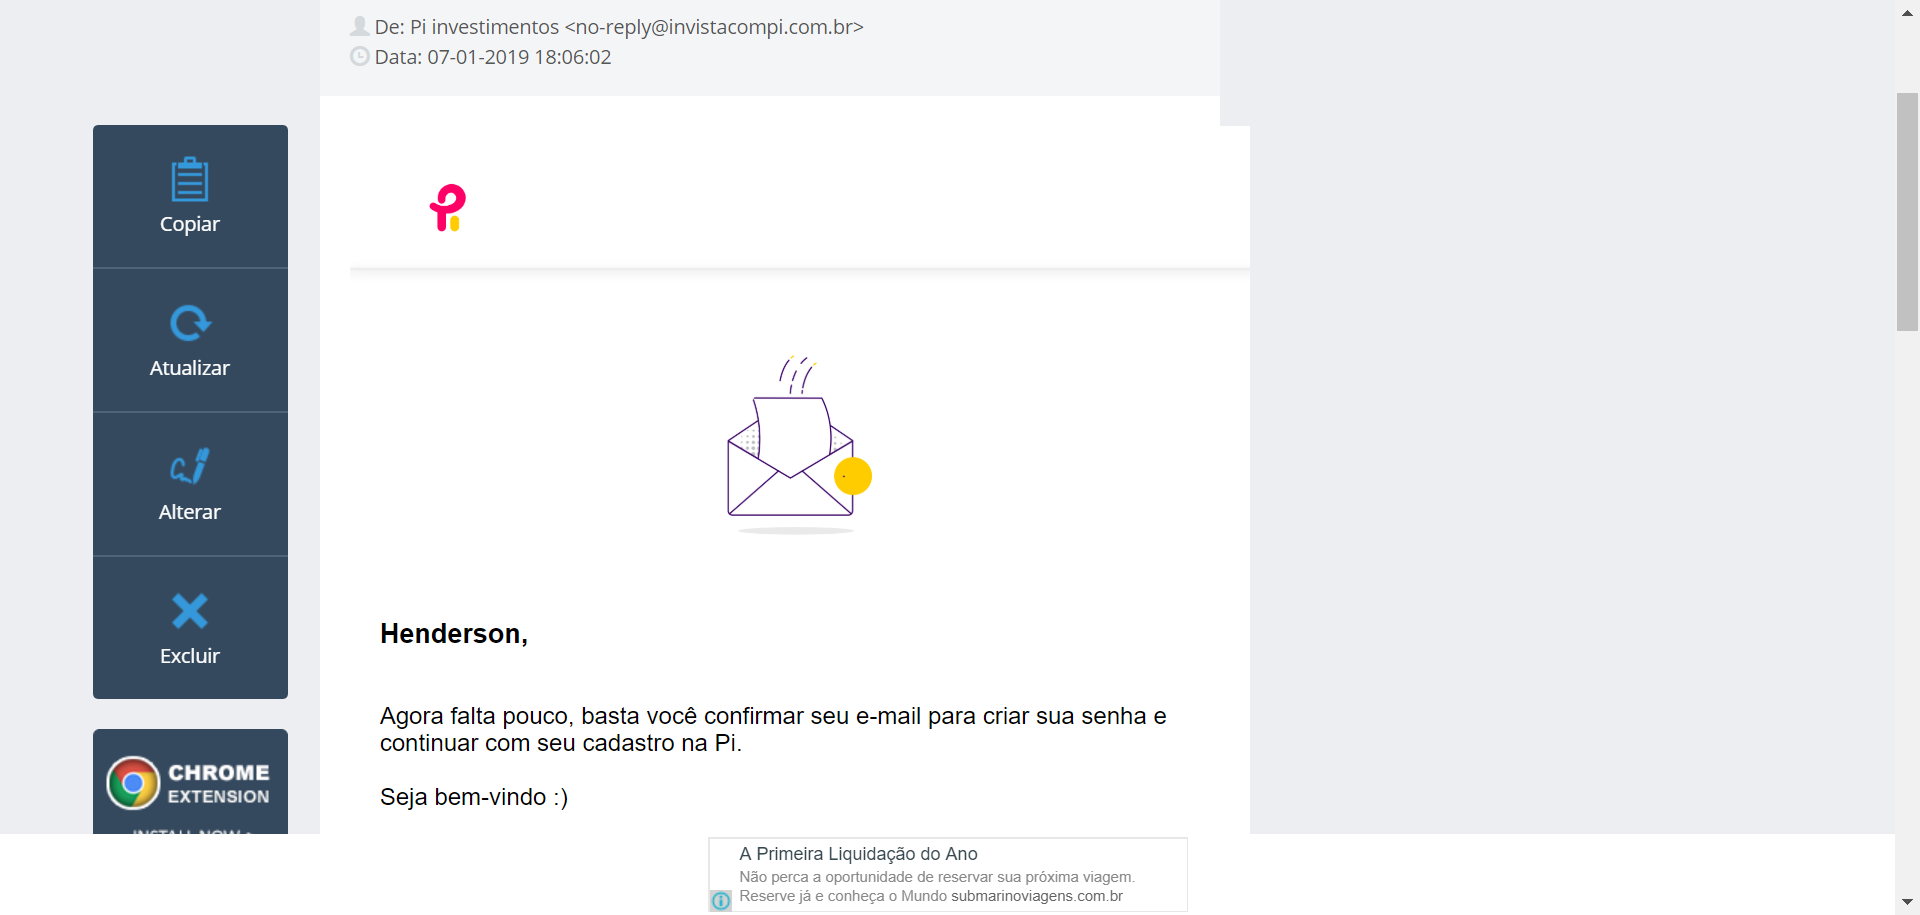 De: Pi investimentos <no-reply@invistacompi.com.br>
Data: 07-01-2019 18:06:02
Copiar
Atualizar
Alterar
Excluir
CHROME
EXTENSION
INSTALL NOW
Pi
Henderson,
Agora falta pouco, basta você confirmar seu e-mail para criar sua senha e
continuar com seu cadastro na Pi.
Seja bem-vindo :)
A Primeira Liquidação do Ano
Não perca a oportunidade de reservar sua próxima viagem.
Reserve já e conheça o Mundo submarinoviagens.com.br